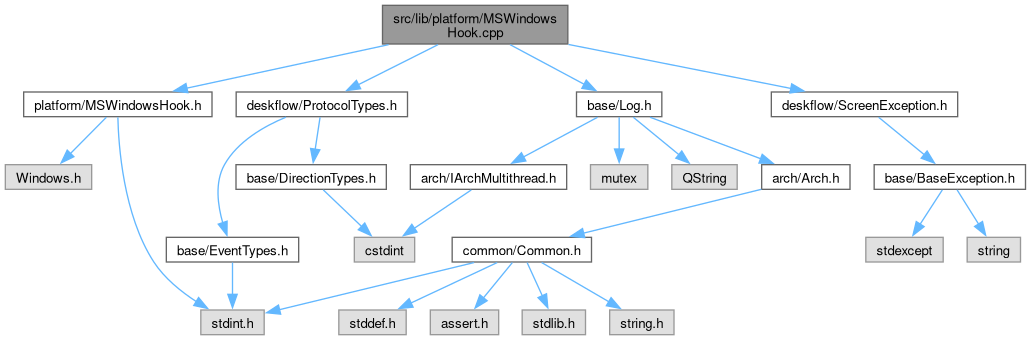 src/lib/platform/MSWindows
Hook.cpp
platform/MSWindowsHook.h
deskflow/ProtocolTypes.h
base/Log.h
deskflow/ScreenException.h
Windows.h
base/DirectionTypes.h
arch/IArchMultithread.h
mutex
QString
arch/Arch.h
base/BaseException.h
base/EventTypes.h
cstdint
common/Common.h
stdexcept
string
stdint.h
stddef.h
assert.h
stdlib.h
string.h